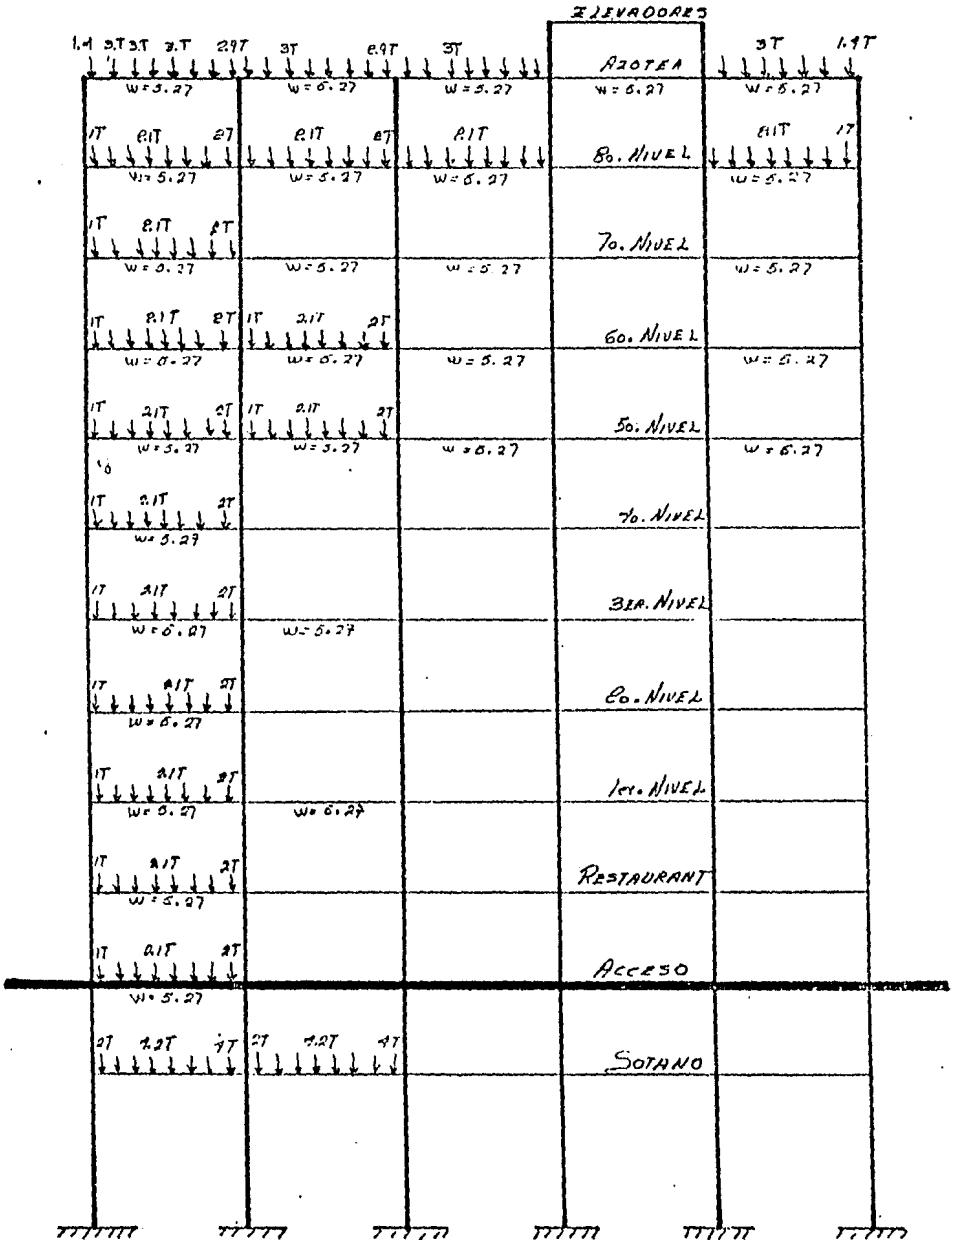 ELEVADORES
1.4 3.T 3T 3.T 2.9T 3T 2.9T 3T 3T 1.4T
AZOTEA
W=5.27 W=5.27 W=5.27 W=5.27 W=5.27
1T 2.1T 2T 2.1T 2T 2.1T 2.1T 1T
8o. NIVEL
W=5.27 W=5.27 W=5.27 W=5.27
1T 2.1T 2T
7o. NIVEL
W=5.27 W=5.27 W=5.27 W=5.27
1T 2.1T 2T 1T 2.1T 2T
6o. NIVEL
W=5.27 W=5.27 W=5.27 W=5.27
1T 2.1T 2T 1T 2.1T 2T
5o. NIVEL
W=5.27 W=5.27 W=5.27 W=5.27
1T 2.1T 2T
4o. NIVEL
W=5.27
1T 2.1T 2T
3ER. NIVEL
W=5.27 W=5.27
1T 2.1T 2T
2o. NIVEL
W=5.27
1T 2.1T 2T
1er. NIVEL
W=5.27 W=5.27
1T 2.1T 2T
RESTAURANT
W=5.27
1T 2.1T 2T
ACCESO
W=5.27
2T 4.2T 4T 2T 4.2T 4T
SOTANO